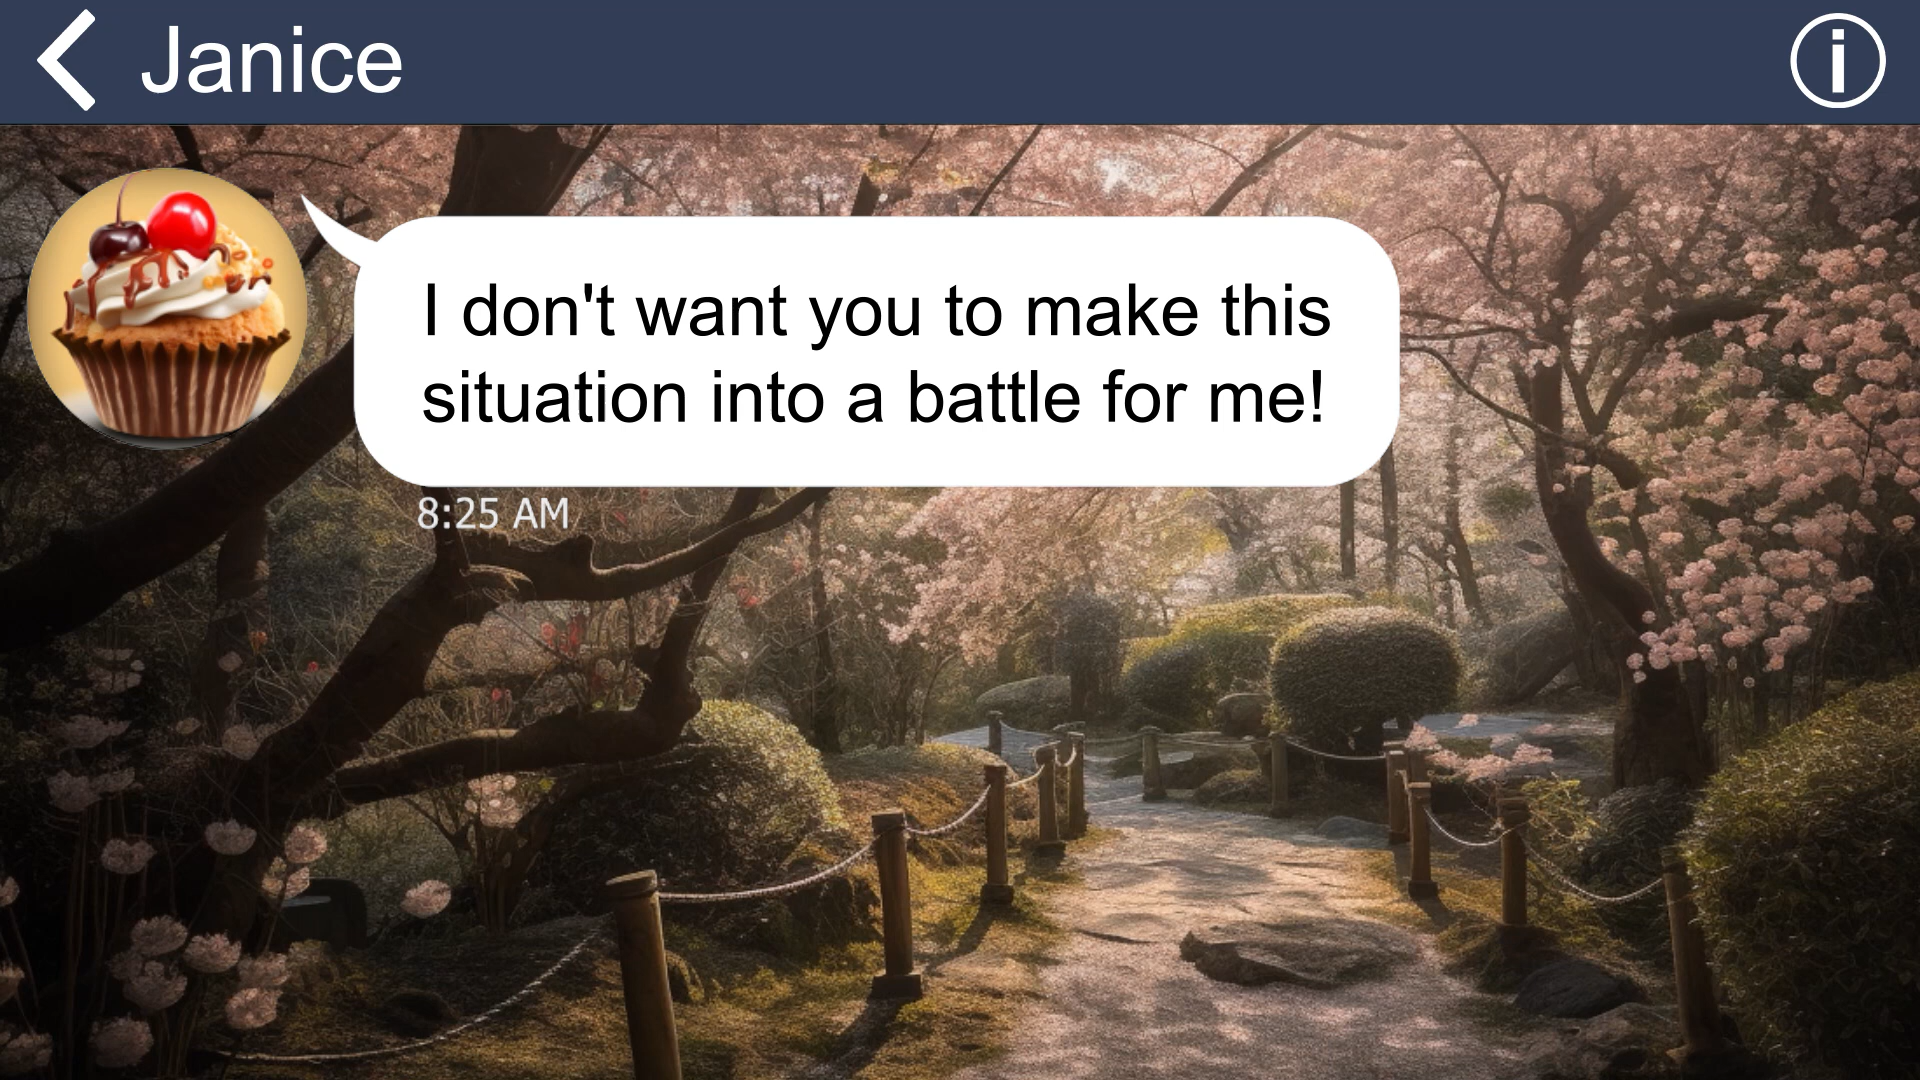 Janice
I don't want you to make this
situation into a battle for me!
8:25 AM